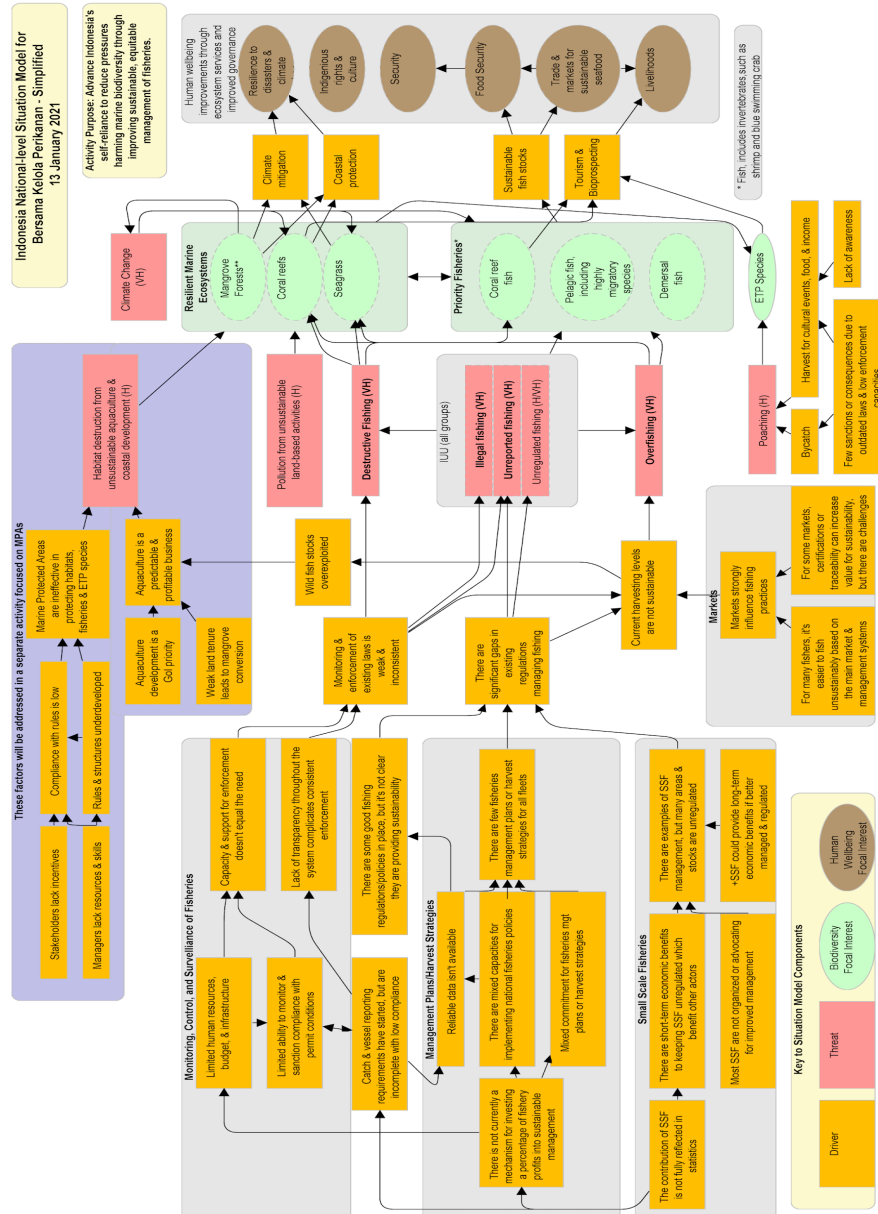 Indonesia National-level Situation Model for
Bersama Kelola Perikanan - Simplified
13 January 2021
Activity Purpose: Advance Indonesia's
self-reliance to reduce pressures
harming marine biodiversity through
improving sustainable, equitable
management of fisheries.
These factors will be addressed in a separate activity focused on MPAs
Stakeholders lack incentives
Managers lack resources & skills
Compliance with rules is low
Rules & structures underdeveloped
Marine Protected Areas
are ineffective in
protecting habitats,
fisheries & ETP species
Aquaculture
development is a
GoI priority
Weak land tenure
leads to mangrove
conversion
Aquaculture is a
predictable &
profitable business
Habitat destruction from
unsustainable aquaculture &
coastal development (H)
Climate Change
(VH)
Monitoring, Control, and Survelliance of Fisheries
Limited human resources,
budget, & infrastructure
Limited ability to monitor &
sanction compliance with
permit conditions
Catch & vessel reporting
requirements have started, but are
incomplete with low compliance
Capacity & support for enforcement
doesn't equal the need
Lack of transparency throughout the
system complicates consistent
enforcement
There are some good fishing
regulations/policies in place, but it's not clear
they are providing sustainability
Monitoring &
enforcement of
existing laws is
weak &
inconsistent
Wild fish stocks
overexploited
Pollution from unsustainable
land-based activities (H)
Destructive Fishing (VH)
Management Plans/Harvest Strategies
There is not currently a
mechanism for investing
a percentage of fishery
profits into sustainable
management
Reliable data isn't available
There are mixed capacities for
implementing national fisheries policies
Mixed commitment for fisheries mgt
plans or harvest strategies
There are few fisheries
management plans or harvest
strategies for all fleets
There are
significant gaps in
existing
regulations
managing fishing
IUU (all groups)
Illegal fishing (VH)
Unreported fishing (VH)
Unregulated fishing (H/VH)
Small Scale Fisheries
The contribution of SSF
is not fully reflected in
statistics
There are short-term economic benefits
to keeping SSF unregulated which
benefit other actors
Most SSF are not organized or advocating
for improved management
There are examples of SSF
management, but many areas &
stocks are unregulated
+SSF could provide long-term
economic benefits if better
managed & regulated
Current harvesting levels
are not sustainable
Overfishing (VH)
Markets
Markets strongly
influence fishing
practices
For many fishers, it's
easier to fish
unsustainably based on
the main market &
management systems
For some markets,
certifications or
traceability can increase
value for sustainability,
but there are challenges
Poaching (H)
Bycatch
Harvest for cultural events, food, & income
Few sanctions or consequences due to
outdated laws & low enforcement
capacities
Lack of awareness
Resilient Marine
Ecosystems
Mangrove
Forests**
Coral reefs
Seagrass
Priority Fisheries*
Coral reef
fish
Pelagic fish,
including
highly
migratory
species
Demersal
fish
ETP Species
Climate
mitigation
Coastal
protection
Sustainable
fish stocks
Tourism &
Bioprospecting
Human wellbeing
improvements through
ecosystem services and
improved governance
Resilience to
disasters &
climate
Indigenous
rights &
culture
Security
Food Security
Trade &
markets for
sustainable
seafood
Livelihoods
* Fish, includes invertebrates,such as
shrimp and blue swimming crab
Key to Situation Model Components
Driver
Threat
Biodiversity
Focal Interest
Human
Wellbeing
Focal Interest